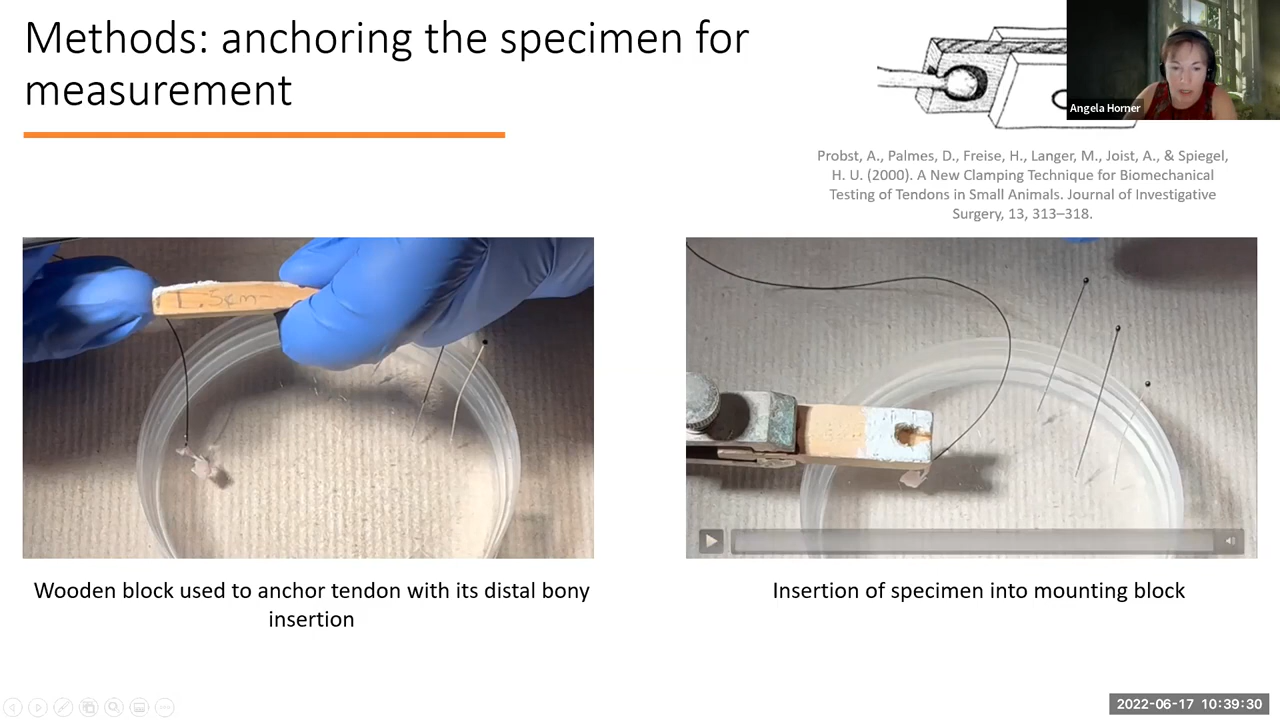 Methods: anchoring the specimen for
measurement
Angela Horner
Probst, A., Palmes, D., Freise, H., Langer, M., Joist, A., & Spiegel,
H. U. (2000). A New Clamping Technique for Biomechanical
Testing of Tendons in Small Animals. Journal of Investigative
Surgery, 13, 313–318.
1.5cm
Wooden block used to anchor tendon with its distal bony
insertion
Insertion of specimen into mounting block
2022-06-17 10:39:30